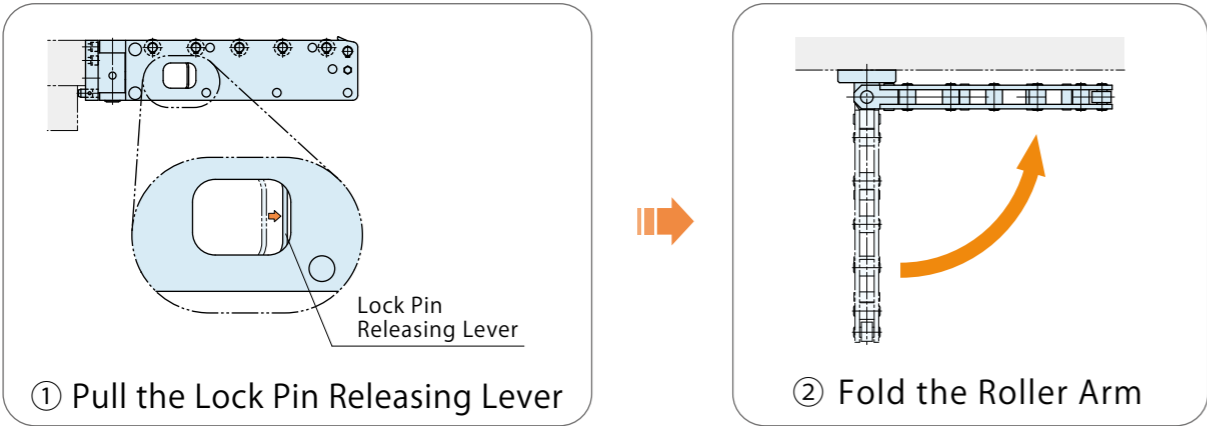 Lock Pin
Releasing Lever
① Pull the Lock Pin Releasing Lever
② Fold the Roller Arm